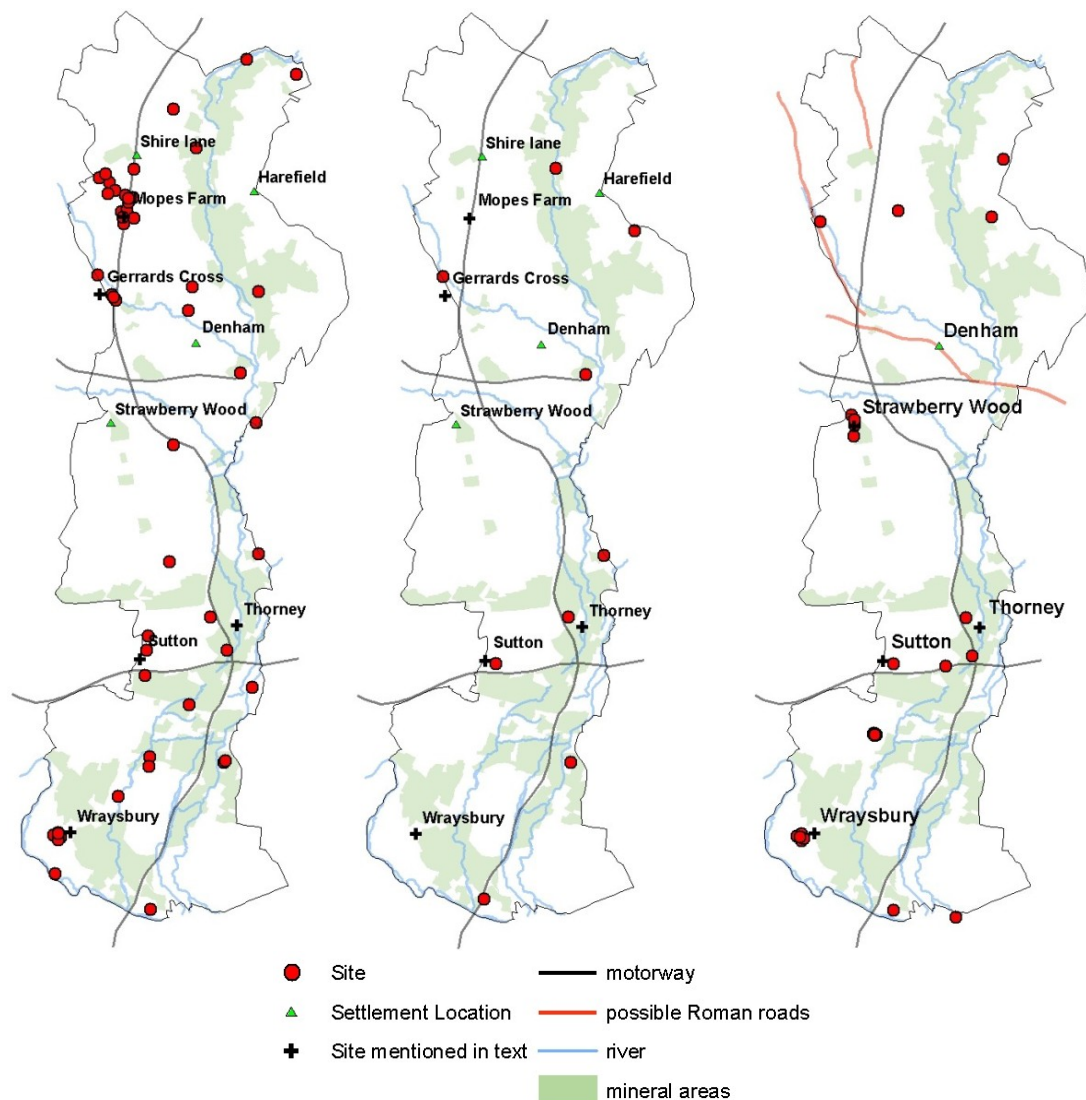 Shire lane
Harefield
Mopes Farm
Gerrards Cross
Denham
Strawberry Wood
Thorney
Sutton
Wraysbury
Shire lane
Harefield
Mopes Farm
Gerrards Cross
Denham
Strawberry Wood
Thorney
Sutton
Wraysbury
Denham
Strawberry Wood
Thorney
Sutton
Wraysbury
Site
Settlement Location
Site mentioned in text
motorway
possible Roman roads
river
mineral areas